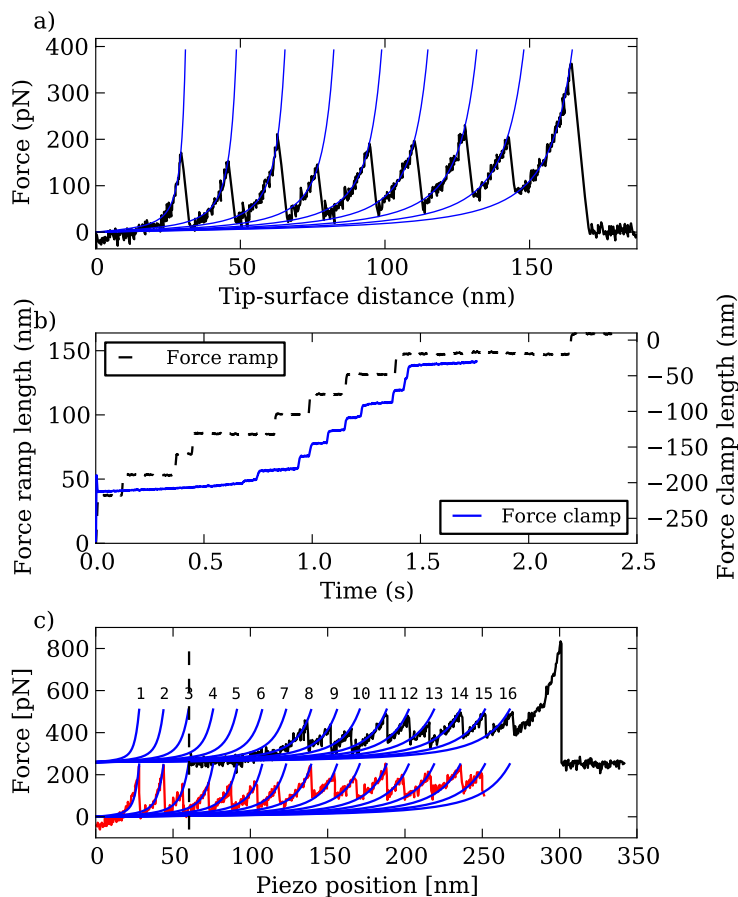 a)
400
300
200
100
0
Force (pN)
0 50 100 150
Tip-surface distance (nm)
b)
150
100
50
0
Force ramp length (nm)
Force ramp
Force clamp
0
−50
−100
−150
−200
−250
Force clamp length (nm)
0.0 0.5 1.0 1.5 2.0 2.5
Time (s)
c)
800
600
400
200
0
Force [pN]
1 2 3 4 5 6 7 8 9 10 11 12 13 14 15 16
0 50 100 150 200 250 300 350
Piezo position [nm]